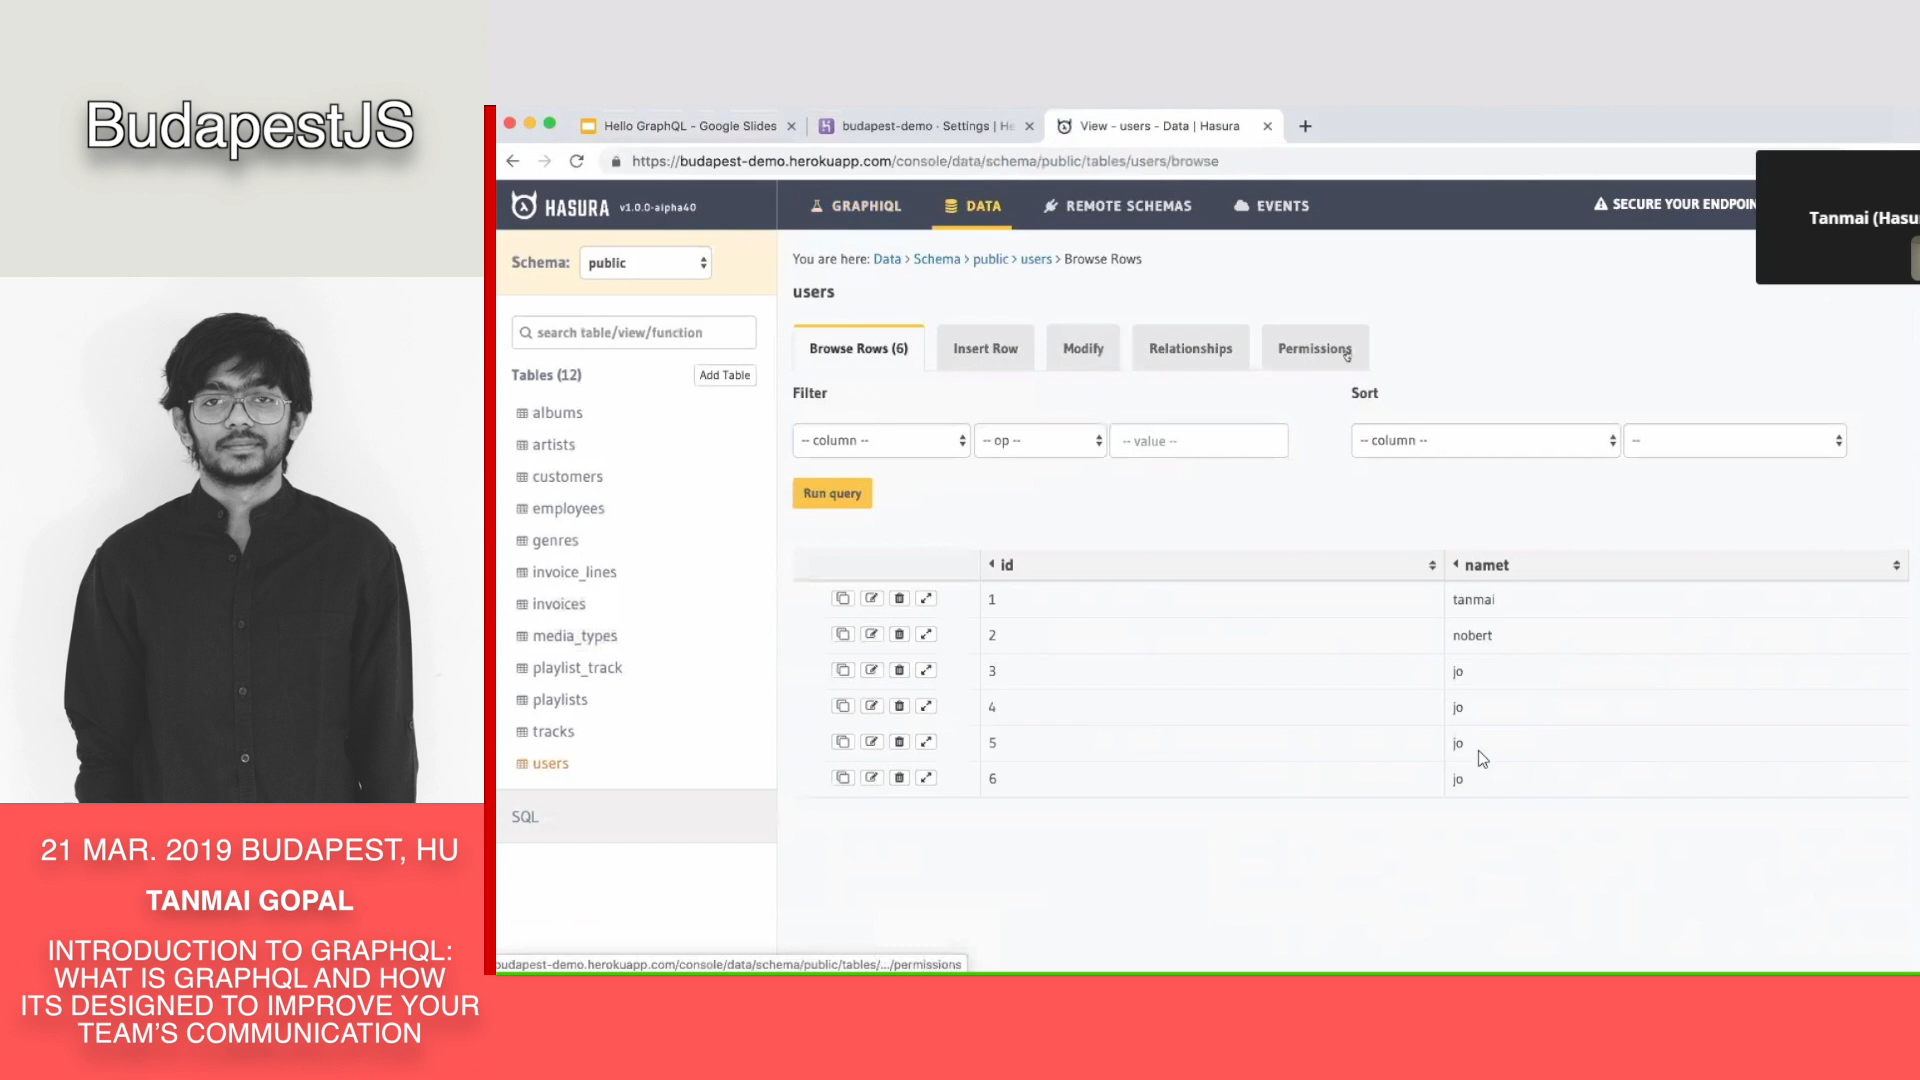 BudapestJS
21 MAR. 2019 BUDAPEST, HU
TANMAI GOPAL
INTRODUCTION TO GRAPHQL:
WHAT IS GRAPHQL AND HOW
ITS DESIGNED TO IMPROVE YOUR
TEAM'S COMMUNICATION
Hello GraphQL - Google Slides
budapest-demo · Settings | He
View - users - Data | Hasura
https://budapest-demo.herokuapp.com/console/data/schema/public/tables/users/browse
HASURA v1.0.0-alpha40
GRAPHIQL
DATA
REMOTE SCHEMAS
EVENTS
SECURE YOUR ENDPOIN
Tanmai (Hasu
Schema: public
search table/view/function
Tables (12) Add Table
albums
artists
customers
employees
genres
invoice_lines
invoices
media_types
playlist_track
playlists
tracks
users
SQL
You are here: Data > Schema > public > users > Browse Rows
users
Browse Rows (6) Insert Row Modify Relationships Permissions
Filter Sort
-- column -- -- op -- -- value -- -- column -- --
Run query
id namet
1 tanmai
2 nobert
3 jo
4 jo
5 jo
6 jo
budapest-demo.herokuapp.com/console/data/schema/public/tables/.../permissions